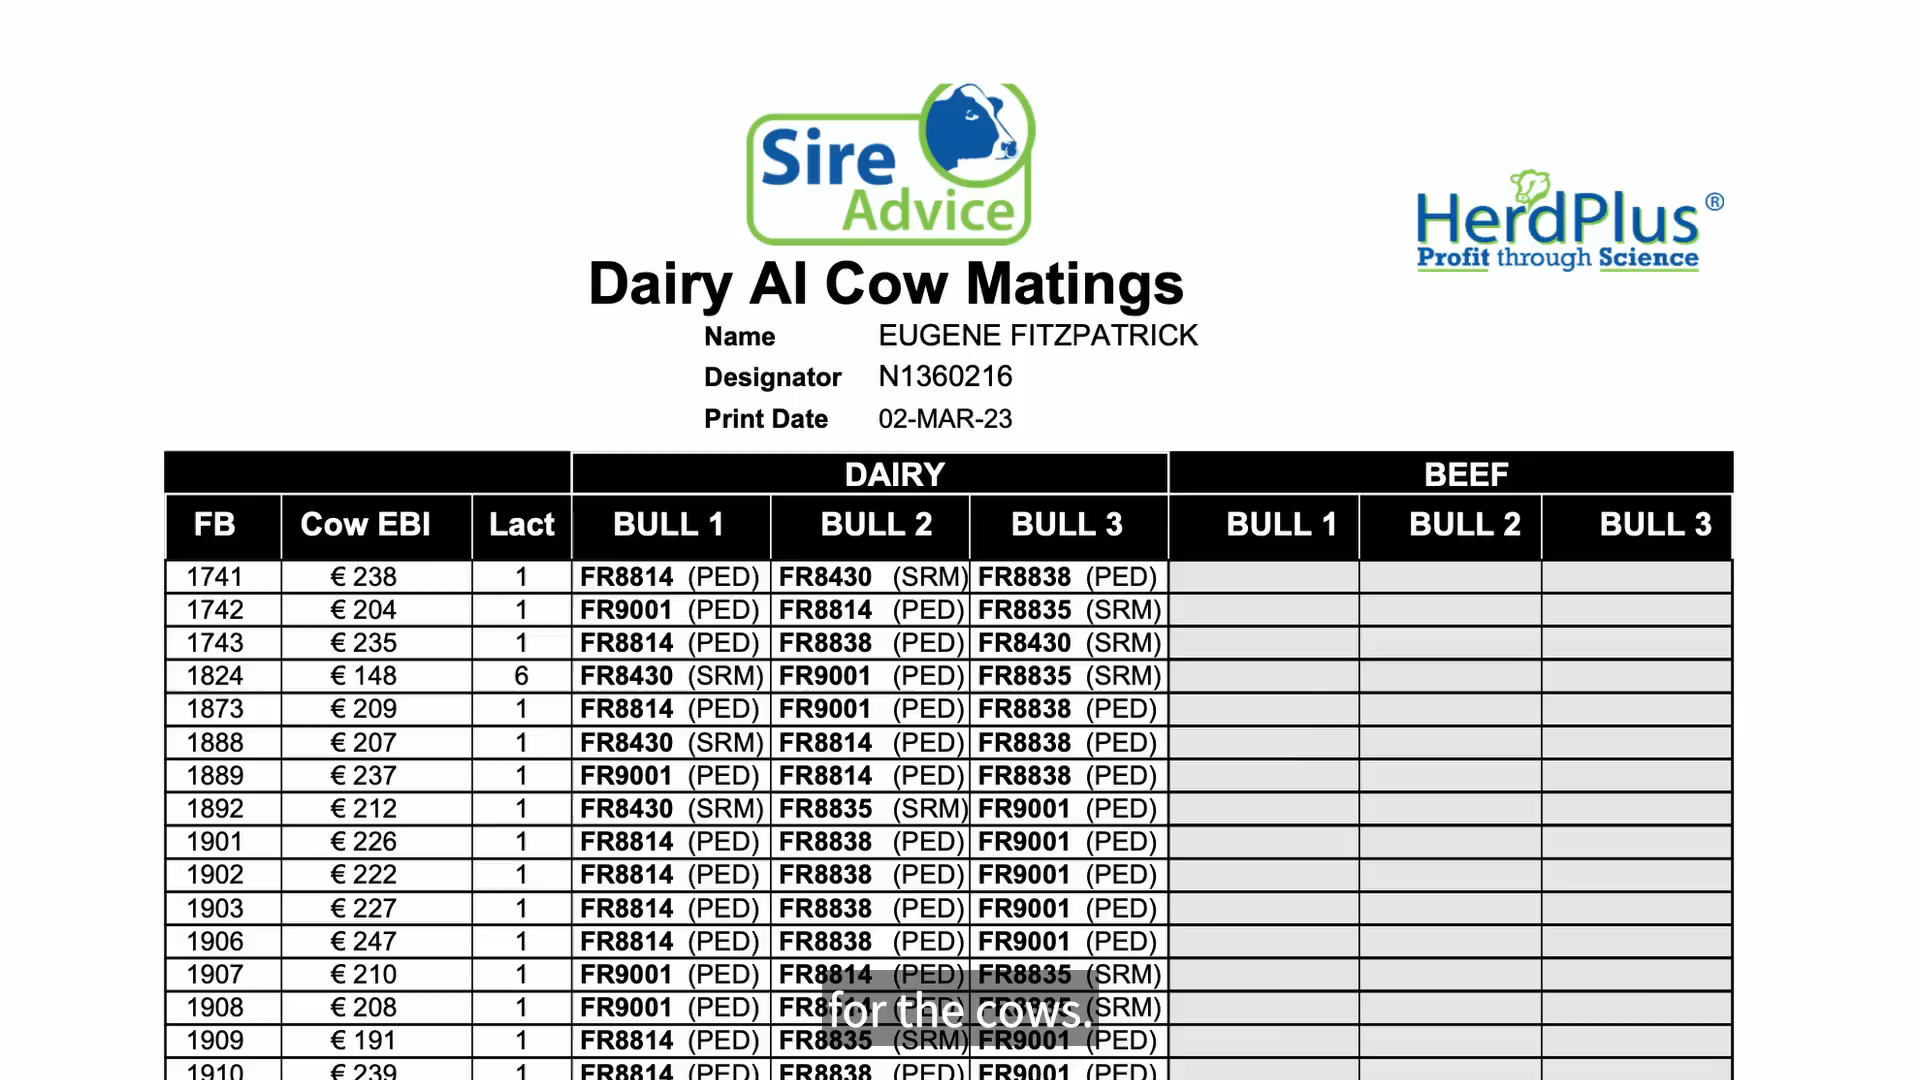 Sire
Advice
HerdPlus®
Profit through Science
Dairy AI Cow Matings
Name EUGENE FITZPATRICK
Designator N1360216
Print Date 02-MAR-23
DAIRY BEEF
FB Cow EBI Lact BULL 1 BULL 2 BULL 3 BULL 1 BULL 2 BULL 3
1741 € 238 1 FR8814 (PED) FR8430 (SRM) FR8838 (PED)
1742 € 204 1 FR9001 (PED) FR8814 (PED) FR8835 (SRM)
1743 € 235 1 FR8814 (PED) FR8838 (PED) FR8430 (SRM)
1824 € 148 6 FR8430 (SRM) FR9001 (PED) FR8835 (SRM)
1873 € 209 1 FR8814 (PED) FR9001 (PED) FR8838 (PED)
1888 € 207 1 FR8430 (SRM) FR8814 (PED) FR8838 (PED)
1889 € 237 1 FR9001 (PED) FR8814 (PED) FR8838 (PED)
1892 € 212 1 FR8430 (SRM) FR8835 (SRM) FR9001 (PED)
1901 € 226 1 FR8814 (PED) FR8838 (PED) FR9001 (PED)
1902 € 222 1 FR8814 (PED) FR8838 (PED) FR9001 (PED)
1903 € 227 1 FR8814 (PED) FR8838 (PED) FR9001 (PED)
1906 € 247 1 FR8814 (PED) FR8838 (PED) FR9001 (PED)
1907 € 210 1 FR9001 (PED) FR8814 (PED) FR8835 (SRM)
1908 € 208 1 FR9001 (PED) (SRM)
for the cows.
1909 € 191 1 FR8814 (PED) FR8835 (SRM) FR9001 (PED)
1910 € 239 1 FR8814 (PED) FR8838 (PED) FR9001 (PED)